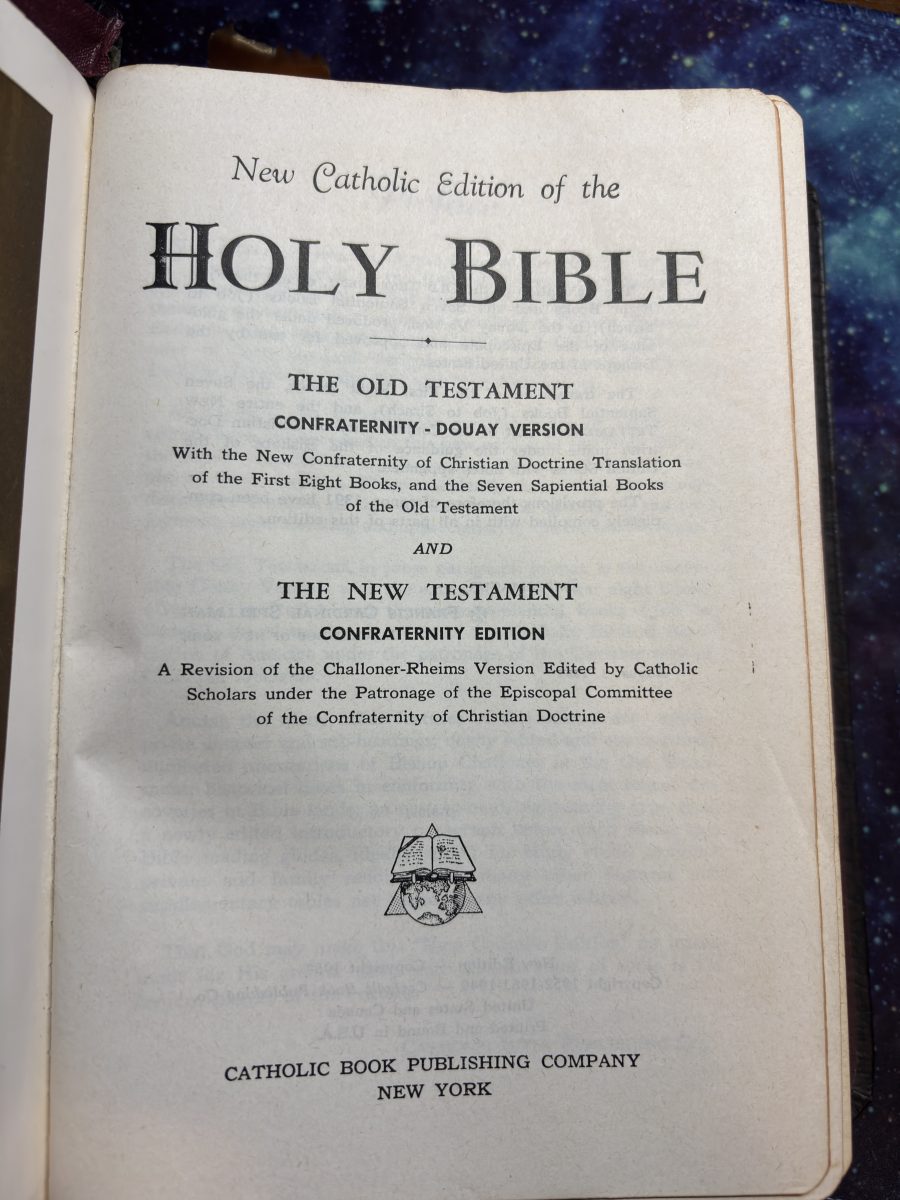 New Catholic Edition of the
HOLY BIBLE
THE OLD TESTAMENT
CONFRATERNITY - DOUAY VERSION
With the New Confraternity of Christian Doctrine Translation
of the First Eight Books, and the Seven Sapiential Books
of the Old Testament
AND
THE NEW TESTAMENT
CONFRATERNITY EDITION
A Revision of the Challoner-Rheims Version Edited by Catholic
Scholars under the Patronage of the Episcopal Committee
of the Confraternity of Christian Doctrine
CATHOLIC BOOK PUBLISHING COMPANY
NEW YORK